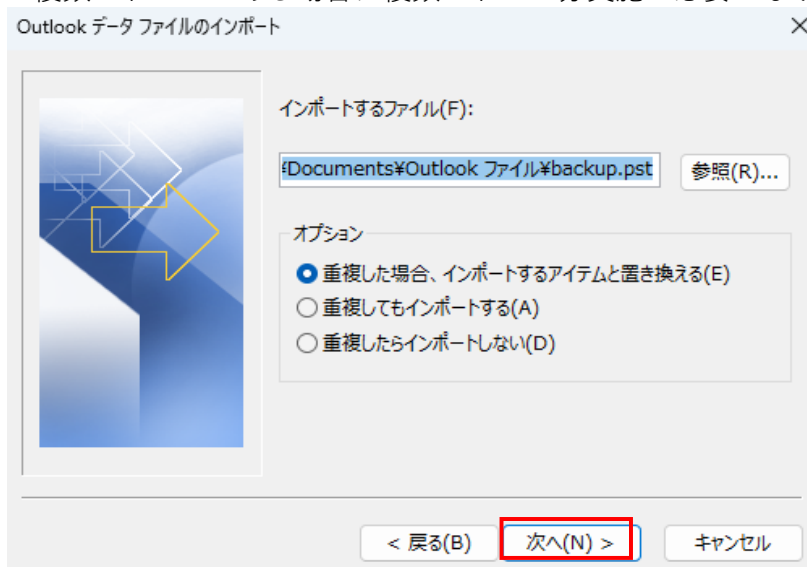 Outlook データ ファイルのインポート
インポートするファイル(F):
¥Documents¥Outlook ファイル¥backup.pst
参照(R)...
オプション
重複した場合、インポートするアイテムと置き換える(E)
重複してもインポートする(A)
重複したらインポートしない(D)
< 戻る(B)
次へ(N) >
キャンセル